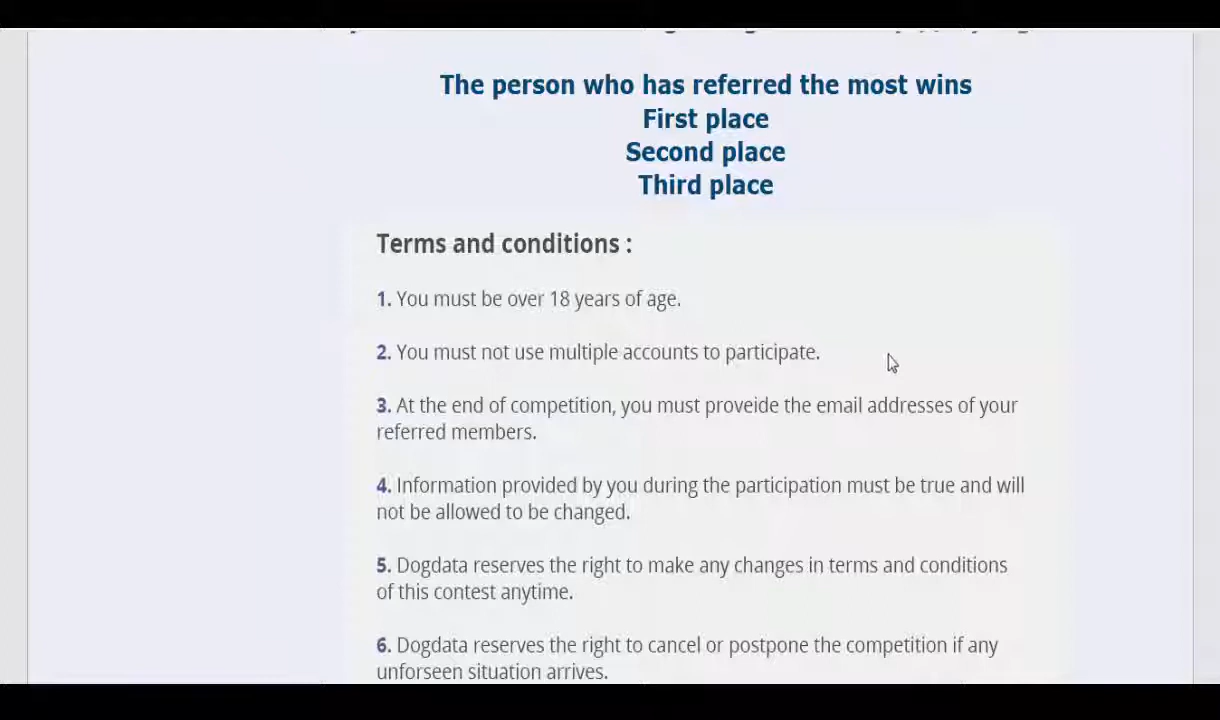 The person who has referred the most wins
First place
Second place
Third place
Terms and conditions :
1. You must be over 18 years of age.
2. You must not use multiple accounts to participate.
3. At the end of competition, you must proveide the email addresses of your
referred members.
4. Information provided by you during the participation must be true and will
not be allowed to be changed.
5. Dogdata reserves the right to make any changes in terms and conditions
of this contest anytime.
6. Dogdata reserves the right to cancel or postpone the competition if any
unforseen situation arrives.